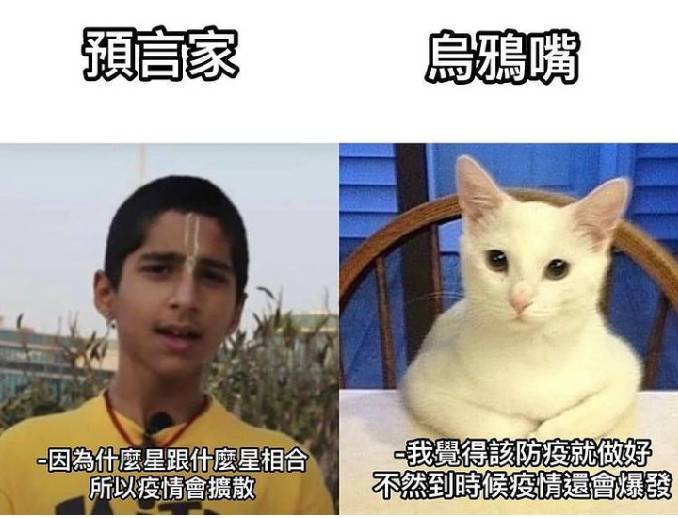 預言家
烏鴉嘴
-因為什麼星跟什麼星相合
所以疫情會擴散
-我覺得該防疫就做好
不然到時候疫情還會爆發